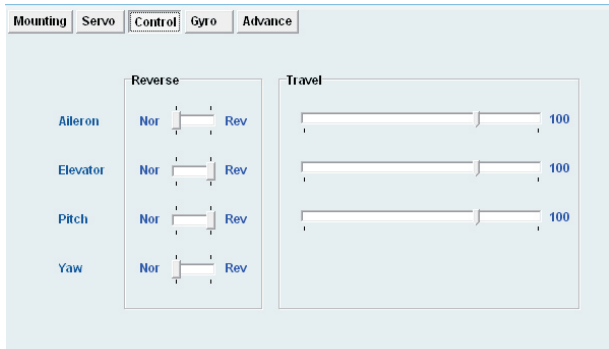 Mounting Servo Control Gyro Advance
Reverse Travel
Aileron Nor Rev 100
Elevator Nor Rev 100
Pitch Nor Rev 100
Yaw Nor Rev